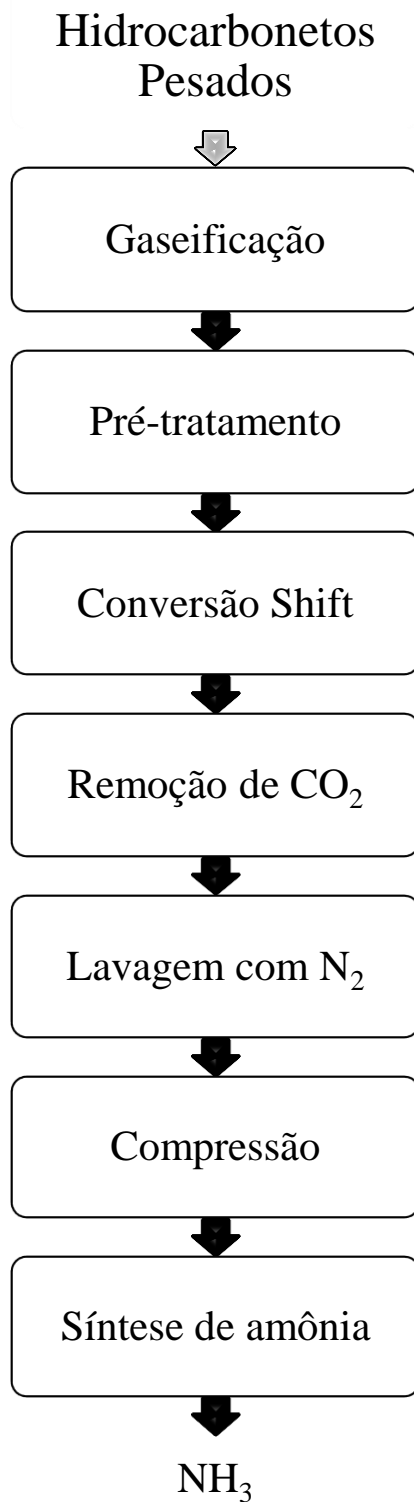 Hidrocarbonetos
Pesados
Gaseificação
Pré-tratamento
Conversão Shift
Remoção de CO₂
Lavagem com N₂
Compressão
Síntese de amônia
NH₃